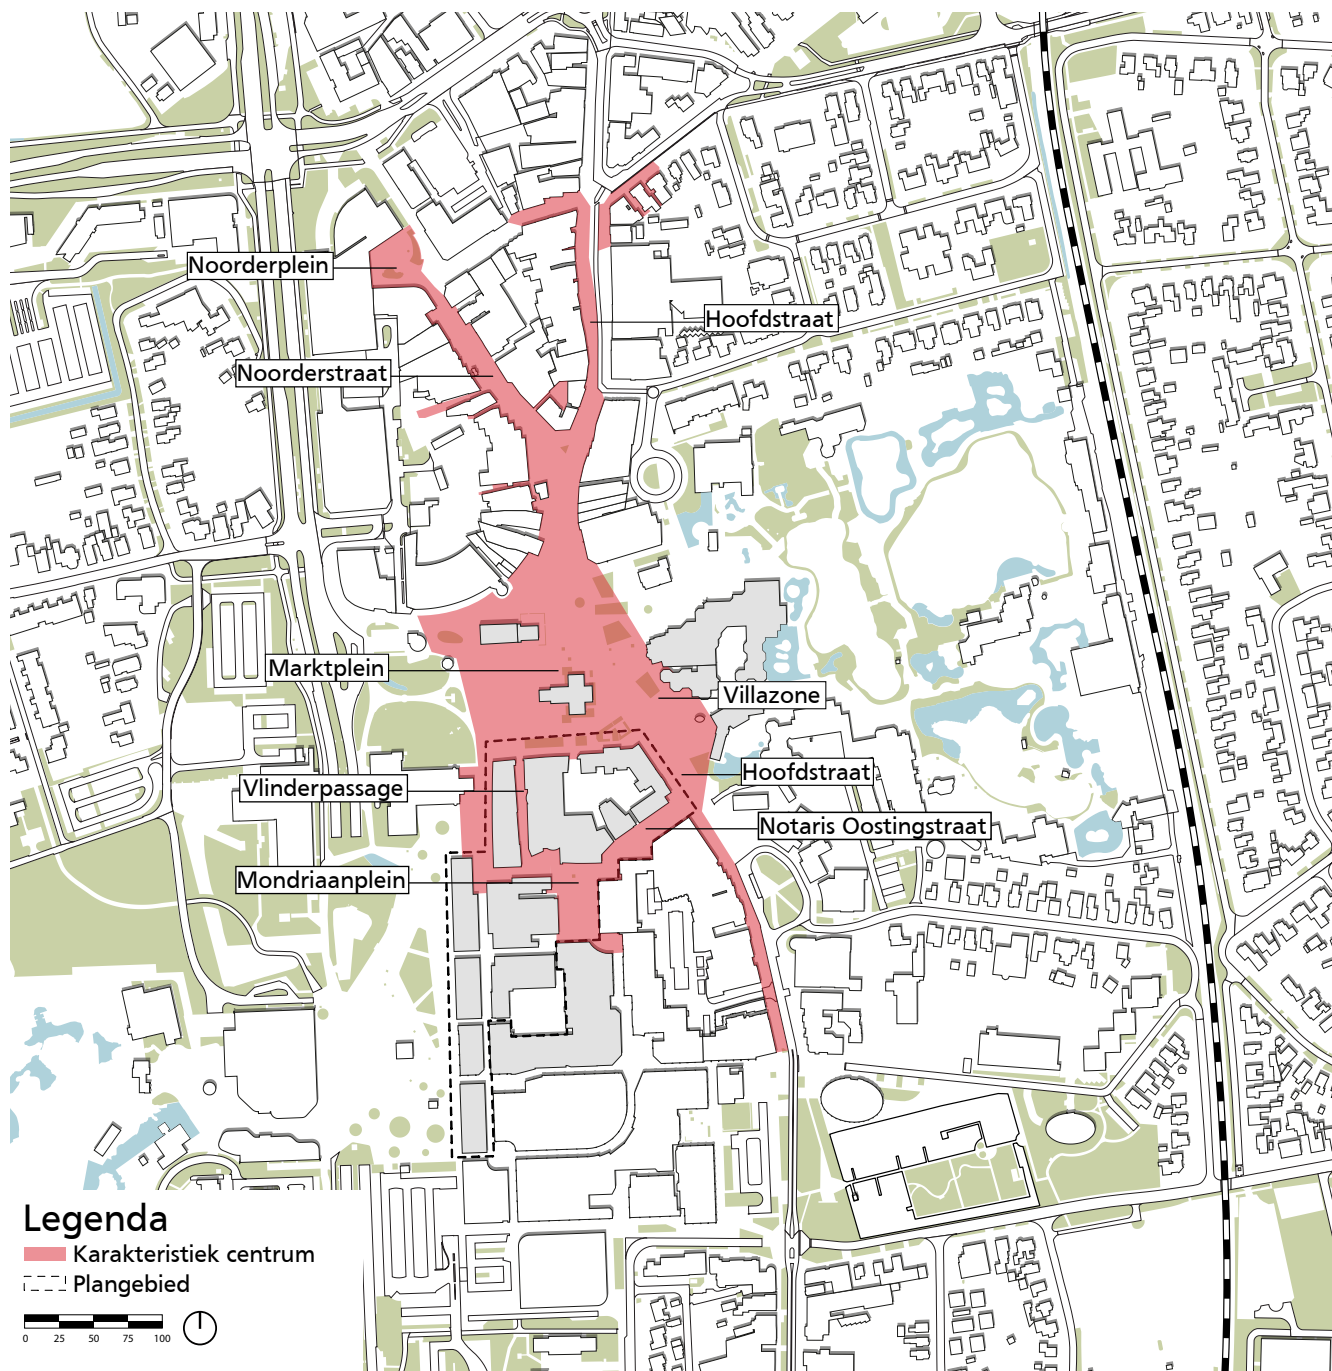 Noorderplein
Hoofdstraat
Noorderstraat
Marktplein
Villazone
Hoofdstraat
Vlinderpassage
Notaris Oostingstraat
Mondriaanplein
Legenda
Karakteristiek centrum
Plangebied
0 25 50 75 100